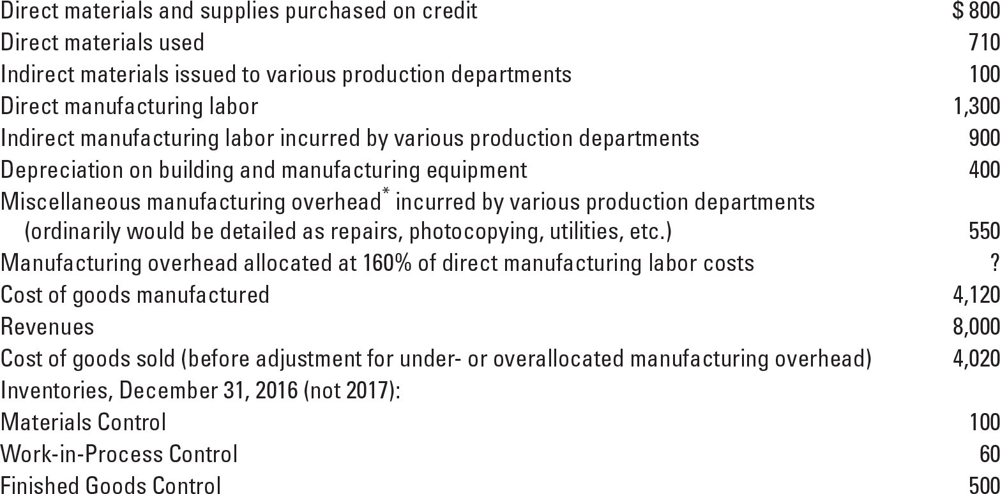 Direct materials and supplies purchased on credit $ 800
Direct materials used 710
Indirect materials issued to various production departments 100
Direct manufacturing labor 1,300
Indirect manufacturing labor incurred by various production departments 900
Depreciation on building and manufacturing equipment 400
Miscellaneous manufacturing overhead* incurred by various production departments
(ordinarily would be detailed as repairs, photocopying, utilities, etc.) 550
Manufacturing overhead allocated at 160% of direct manufacturing labor costs ?
Cost of goods manufactured 4,120
Revenues 8,000
Cost of goods sold (before adjustment for under- or overallocated manufacturing overhead) 4,020
Inventories, December 31, 2016 (not 2017):
Materials Control 100
Work-in-Process Control 60
Finished Goods Control 500